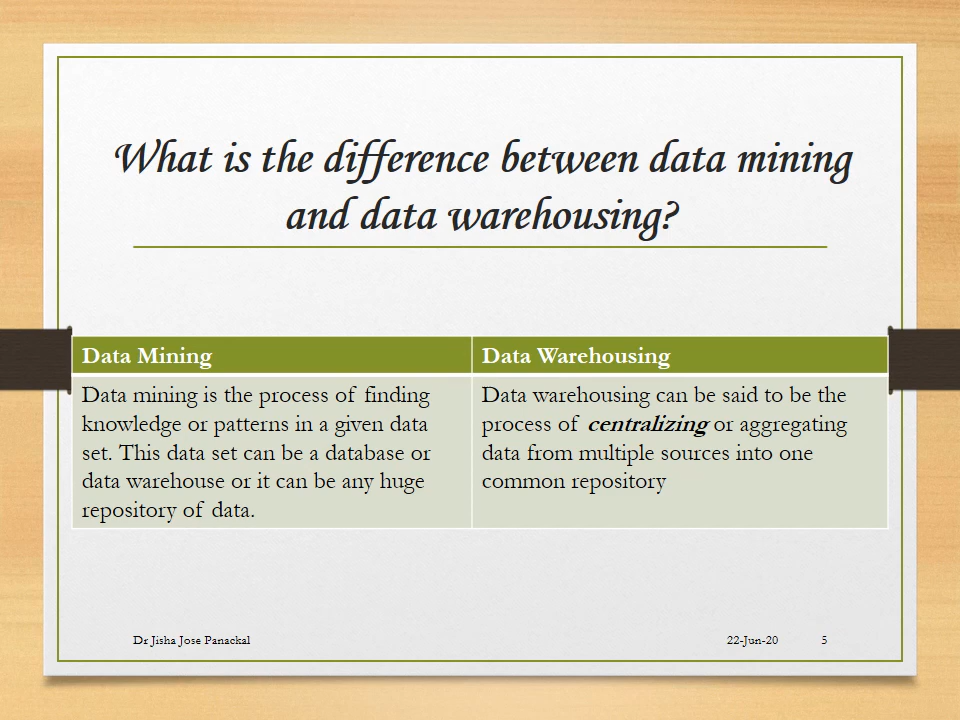 What is the difference between data mining
and data warehousing?
Data Mining
Data Warehousing
Data mining is the process of finding
knowledge or patterns in a given data
set. This data set can be a database or
data warehouse or it can be any huge
repository of data.
Data warehousing can be said to be the
process of centralizing or aggregating
data from multiple sources into one
common repository
Dr Jisha Jose Panackal
22-Jun-20
5